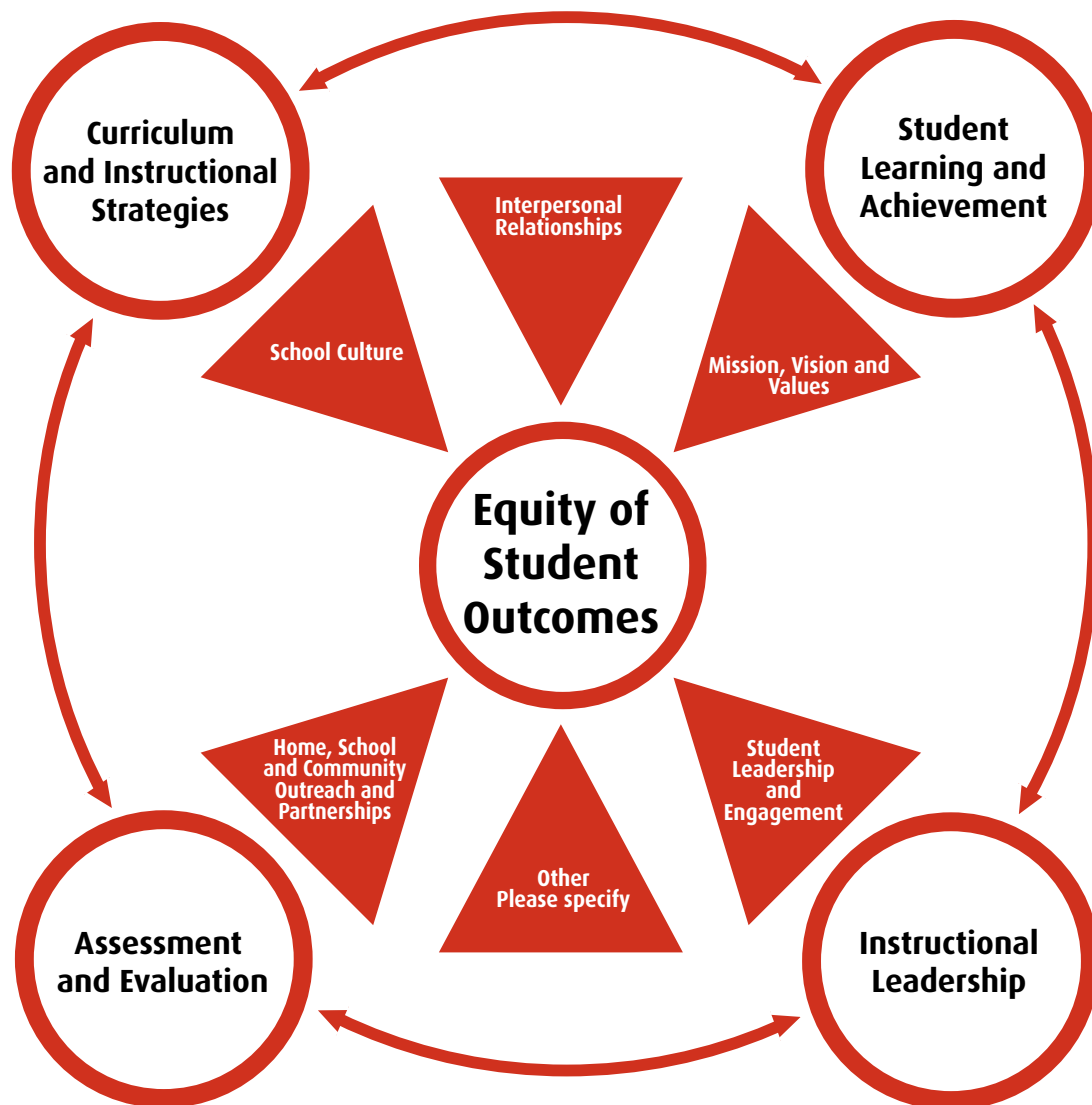 Curriculum
and Instructional
Strategies
Student
Learning and
Achievement
Interpersonal
Relationships
School Culture
Mission, Vision and
Values
Equity of
Student
Outcomes
Home, School
and Community
Outreach and
Partnerships
Student
Leadership
and
Engagement
Other
Please specify
Assessment
and Evaluation
Instructional
Leadership